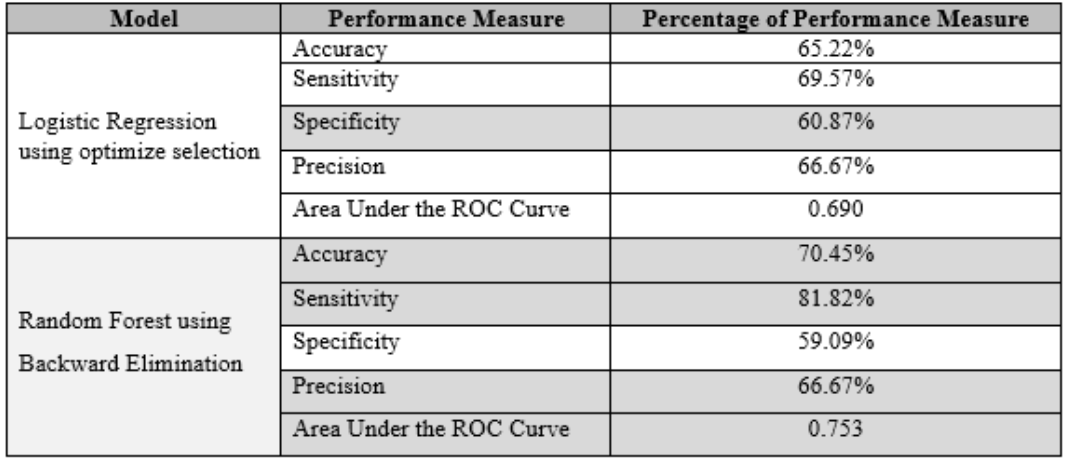 Model Performance Measure Percentage of Performance Measure
Logistic Regression
using optimize selection
Accuracy 65.22%
Sensitivity 69.57%
Specificity 60.87%
Precision 66.67%
Area Under the ROC Curve 0.690
Random Forest using
Backward Elimination
Accuracy 70.45%
Sensitivity 81.82%
Specificity 59.09%
Precision 66.67%
Area Under the ROC Curve 0.753